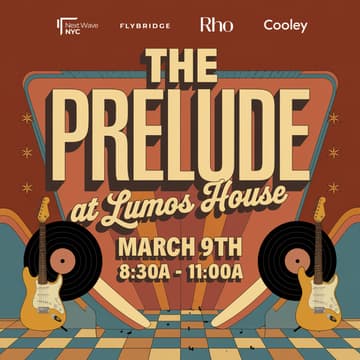 Next Wave
NYC
FLYBRIDGE
Rho
Cooley
THE
PRELUDE
at Lumos House
MARCH 9TH
8:30A - 11:00A